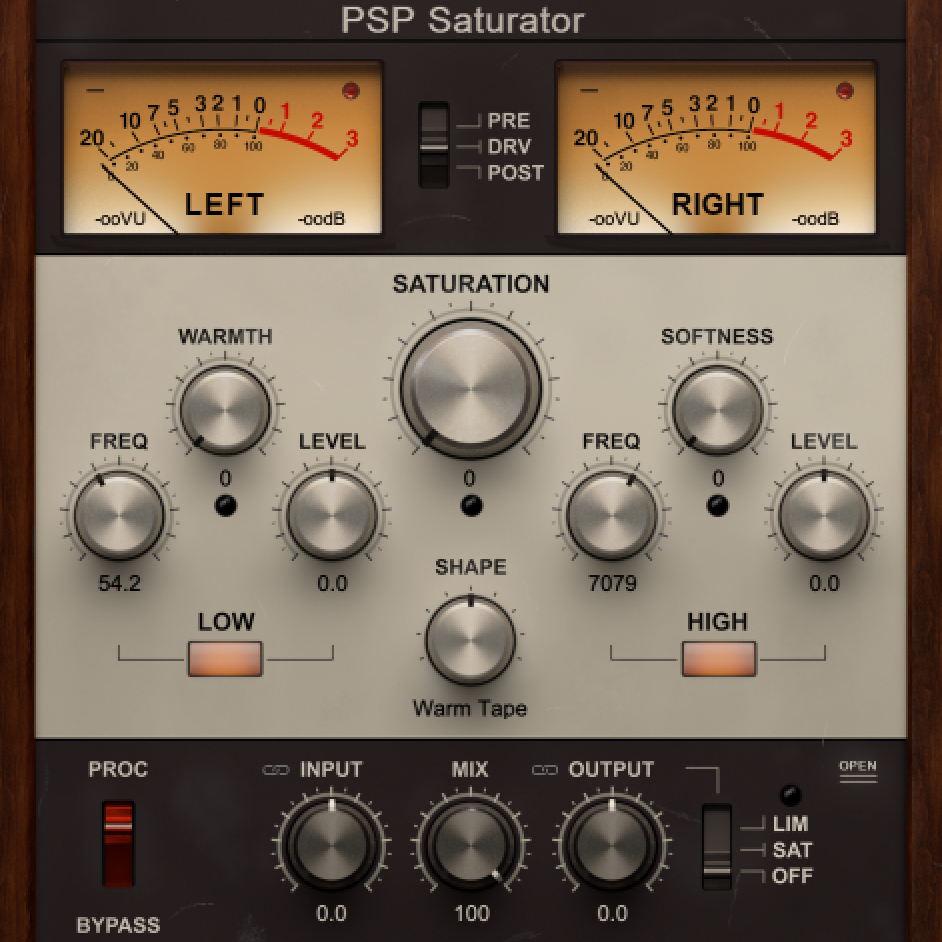 PSP Saturator
20 10 7 5 3 2 1 0 1 2 3
0 20 40 60 80 100
LEFT
-ooVU -oodB
PRE
DRV
POST
20 10 7 5 3 2 1 0 1 2 3
0 20 40 60 80 100
RIGHT
-ooVU -oodB
SATURATION
0
WARMTH
0
FREQ
54.2
LEVEL
0.0
LOW
SOFTNESS
0
FREQ
7079
LEVEL
0.0
HIGH
SHAPE
Warm Tape
PROC
BYPASS
INPUT
0.0
MIX
100
OUTPUT
0.0
LIM
SAT
OFF
OPEN